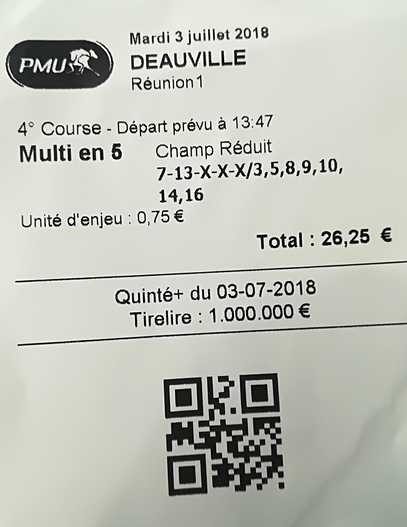 Mardi 3 juillet 2018
PMU
DEAUVILLE
Réunion 1
4° Course - Départ prévu à 13:47
Multi en 5 Champ Réduit
7-13-X-X-X/3,5,8,9,10,
14,16
Unité d'enjeu : 0,75 €
Total : 26,25 €
Quinté+ du 03-07-2018
Tirelire : 1.000.000 €